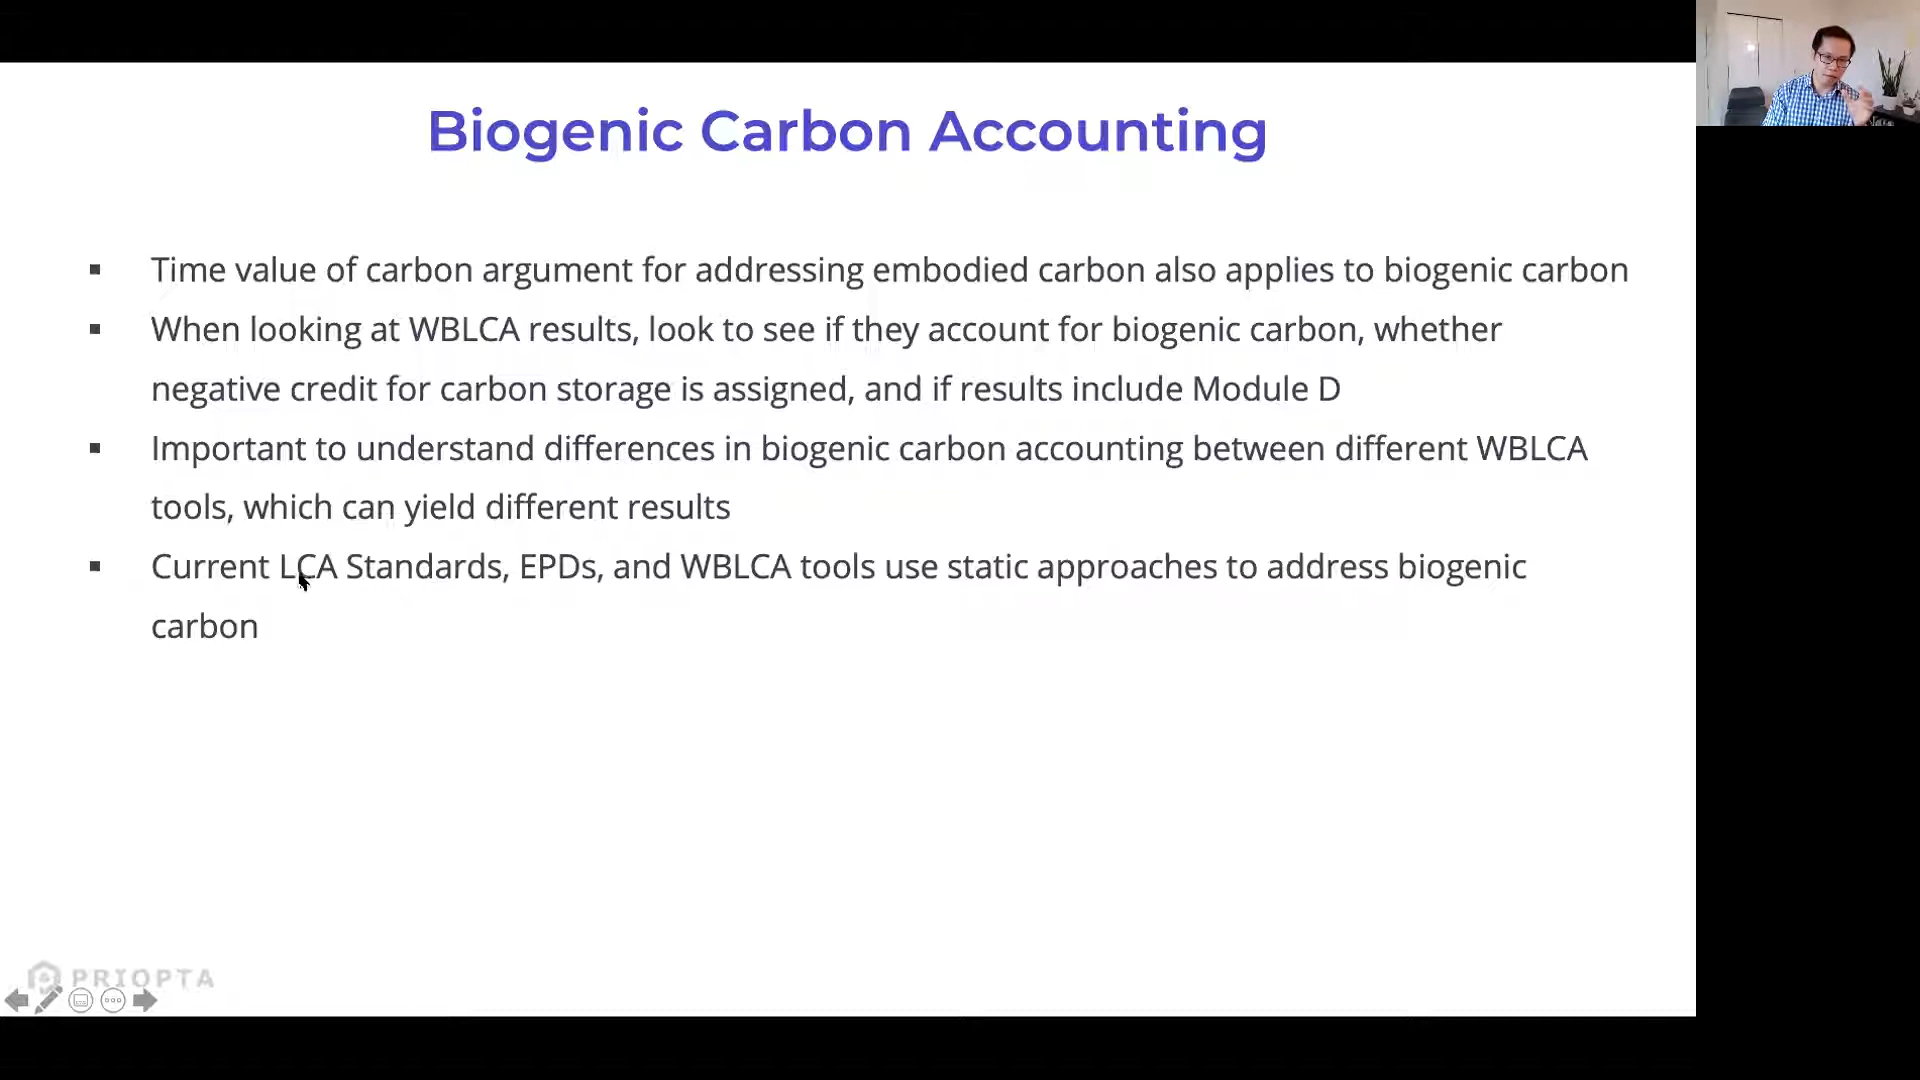 Biogenic Carbon Accounting
▪ Time value of carbon argument for addressing embodied carbon also applies to biogenic carbon
▪ When looking at WBLCA results, look to see if they account for biogenic carbon, whether
negative credit for carbon storage is assigned, and if results include Module D
▪ Important to understand differences in biogenic carbon accounting between different WBLCA
tools, which can yield different results
▪ Current LCA Standards, EPDs, and WBLCA tools use static approaches to address biogenic
carbon
PRIOPTA